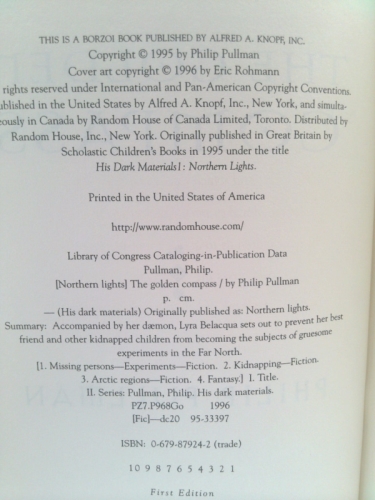 THIS IS A BORZOI BOOK PUBLISHED BY ALFRED A. KNOPF, INC.
Copyright © 1995 by Philip Pullman
Cover art copyright © 1996 by Eric Rohmann
rights reserved under International and Pan-American Copyright Conventions.
ublished in the United States by Alfred A. Knopf, Inc., New York, and simulta-
eously in Canada by Random House of Canada Limited, Toronto. Distributed by
Random House, Inc., New York. Originally published in Great Britain by
Scholastic Children's Books in 1995 under the title
His Dark Materials I: Northern Lights.
Printed in the United States of America
http://www.randomhouse.com/
Library of Congress Cataloging-in-Publication Data
Pullman, Philip.
[Northern lights] The golden compass / by Philip Pullman
p. cm.
— (His dark materials) Originally published as: Northern lights.
Summary: Accompanied by her dæmon, Lyra Belacqua sets out to prevent her best
friend and other kidnapped children from becoming the subjects of gruesome
experiments in the Far North.
[1. Missing persons—Experiments—Fiction. 2. Kidnapping—Fiction.
3. Arctic regions—Fiction. 4. Fantasy.] I. Title.
II. Series: Pullman, Philip. His dark materials.
PZ7.P968Go 1996
[Fic]—dc20 95-33397
ISBN: 0-679-87924-2 (trade)
10 9 8 7 6 5 4 3 2 1
First Edition